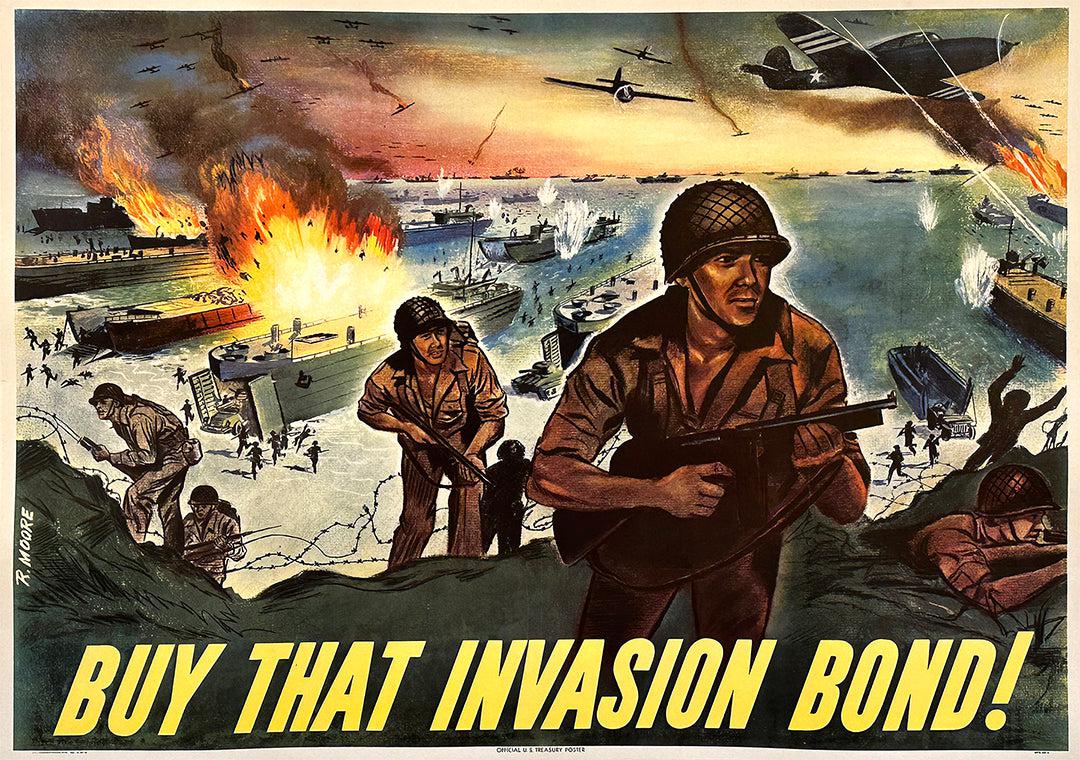 R. MOORE
BUY THAT INVASION BOND!
OFFICIAL U.S. TREASURY POSTER